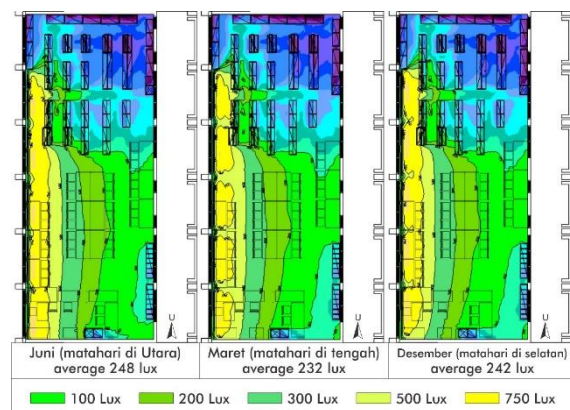 U
U
U
Juni (matahari di Utara)
average 248 lux
Maret (matahari di tengah)
average 232 lux
Desember (matahari di selatan)
average 242 lux
100 Lux
200 Lux
300 Lux
500 Lux
750 Lux